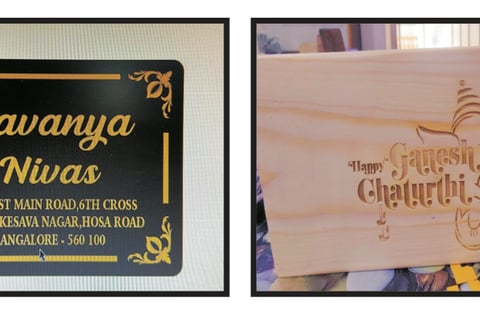 avanya
Nivas
ST MAIN ROAD,6TH CROSS
KESAVA NAGAR,HOSA ROAD
ANGALORE - 560 100
Happy
Ganesh
Chaturthi